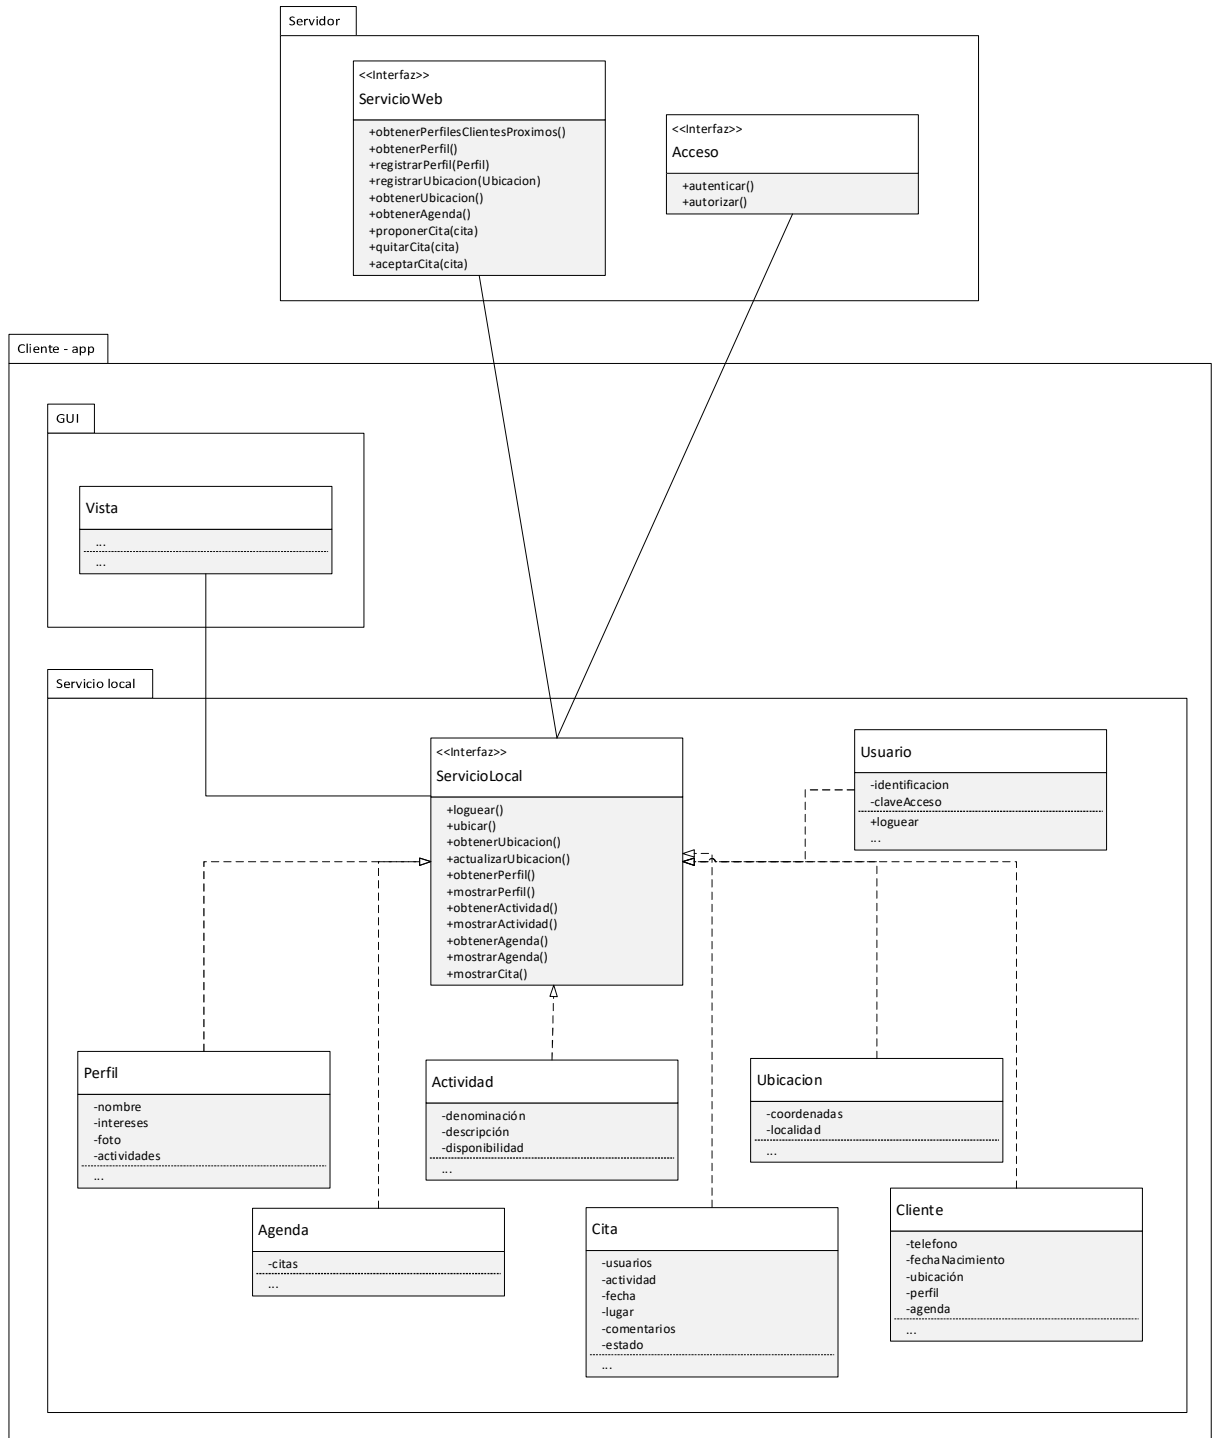 Servidor
<<Interfaz>>
ServicioWeb
+obtenerPerfilesClientesProximos()
+obtenerPerfil()
+registrarPerfil(Perfil)
+registrarUbicacion(Ubicacion)
+obtenerUbicacion()
+obtenerAgenda()
+proponerCita(cita)
+quitarCita(cita)
+aceptarCita(cita)
<<Interfaz>>
Acceso
+autenticar()
+autorizar()
Cliente - app
GUI
Vista
...
...
Servicio local
<<Interfaz>>
ServicioLocal
+loguear()
+ubicar()
+obtenerUbicacion()
+actualizarUbicacion()
+obtenerPerfil()
+mostrarPerfil()
+obtenerActividad()
+mostrarActividad()
+obtenerAgenda()
+mostrarAgenda()
+mostrarCita()
Usuario
-identificacion
-claveAcceso
+loguear
...
Perfil
-nombre
-intereses
-foto
-actividades
...
Actividad
-denominación
-descripción
-disponibilidad
...
Ubicacion
-coordenadas
-localidad
...
Agenda
-citas
...
Cita
-usuarios
-actividad
-fecha
-lugar
-comentarios
-estado
...
Cliente
-telefono
-fechaNacimiento
-ubicación
-perfil
-agenda
...